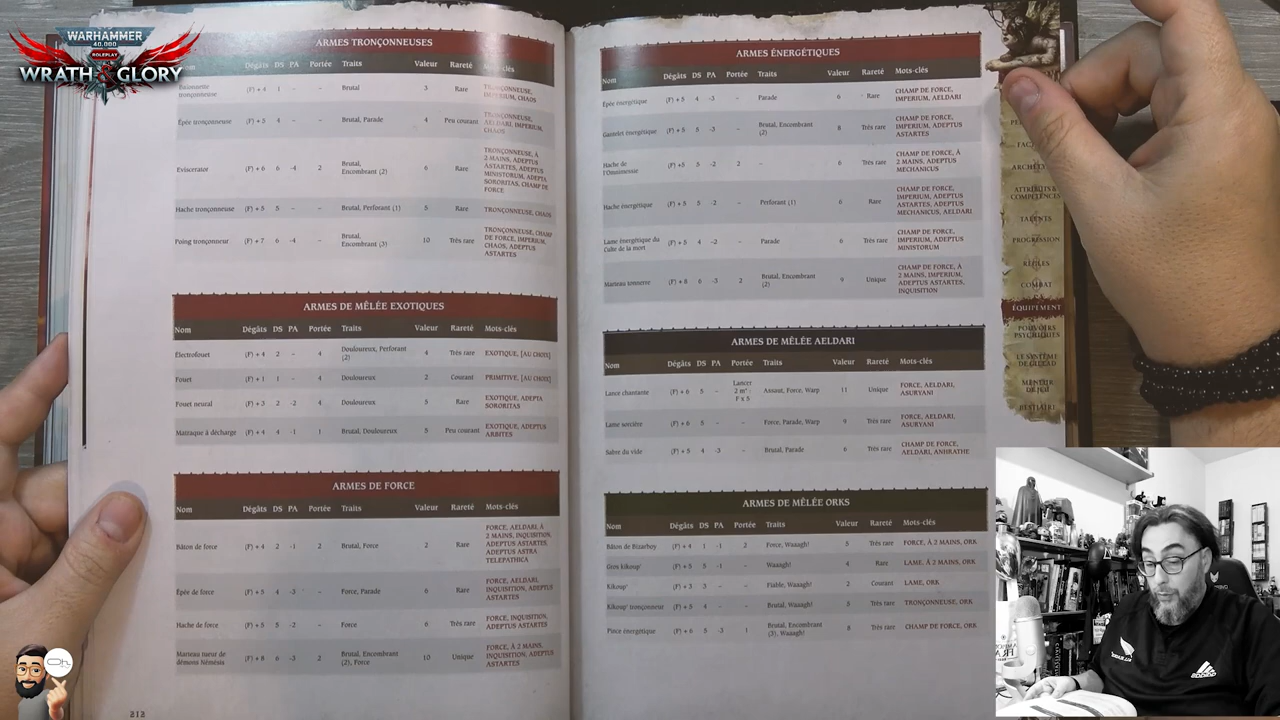 WARHAMMER
40,000
ROLEPLAY
WRATH & GLORY
ARMES TRONÇONNEUSES
Dégâts DS PA Portée Traits Valeur Rareté Mots-clés
Baïonnette tronçonneuse (F) + 4 1 – – Brutal 3 Rare TRONÇONNEUSE, IMPERIUM, CHAOS
Épée tronçonneuse (F) + 5 4 – – Brutal, Parade 4 Peu courant TRONÇONNEUSE, AELDARI, IMPERIUM, CHAOS
Eviscerator (F) + 6 6 -4 2 Brutal, Encombrant (2) 6 Rare TRONÇONNEUSE, À 2 MAINS, ADEPTUS ASTARTES, ADEPTUS MINISTORUM, ADEPTA SORORITAS, CHAMP DE FORCE
Hache tronçonneuse (F) + 5 5 – – Brutal, Perforant (1) 5 Rare TRONÇONNEUSE, CHAOS
Poing tronçonneur (F) + 7 6 -4 – Brutal, Encombrant (3) 10 Très rare TRONÇONNEUSE, CHAMP DE FORCE, IMPERIUM, CHAOS, ADEPTUS ASTARTES
ARMES DE MÊLÉE EXOTIQUES
Nom Dégâts DS PA Portée Traits Valeur Rareté Mots-clés
Électrofouet (F) + 4 2 – 4 Douloureux, Perforant (2) 4 Très rare EXOTIQUE, [AU CHOIX]
Fouet (F) + 1 1 – 4 Douloureux 2 Courant PRIMITIVE, [AU CHOIX]
Fouet neural (F) + 3 2 -2 4 Douloureux 5 Rare EXOTIQUE, ADEPTA SORORITAS
Matraque à décharge (F) + 4 4 -1 1 Brutal, Douloureux 5 Peu courant EXOTIQUE, ADEPTUS ARBITES
ARMES DE FORCE
Nom Dégâts DS PA Portée Traits Valeur Rareté Mots-clés
Bâton de force (F) + 4 2 -1 2 Brutal, Force 2 Rare FORCE, AELDARI, À 2 MAINS, INQUISITION, ADEPTUS ASTARTES ADEPTUS ASTRA TELEPATHICA
Épée de force (F) + 5 4 -3 – Force, Parade 6 Rare FORCE, AELDARI, INQUISITION, ADEPTUS ASTARTES
Hache de force (F) + 5 5 -2 – Force 6 Très rare FORCE, INQUISITION, ADEPTUS ASTARTES
Marteau tueur de démons Némésis (F) + 8 6 -3 2 Brutal, Encombrant (2), Force 10 Unique FORCE, À 2 MAINS, INQUISITION, ADEPTUS ASTARTES
212
ARMES ÉNERGÉTIQUES
Nom Dégâts DS PA Portée Traits Valeur Rareté Mots-clés
Épée énergétique (F) + 5 4 -3 – Parade 6 Rare CHAMP DE FORCE, IMPERIUM, AELDARI
Gantelet énergétique (F) + 5 5 -3 – Brutal, Encombrant (2) 8 Très rare CHAMP DE FORCE, IMPERIUM, ADEPTUS ASTARTES
Hache de l'Omnimessie (F) +5 5 -2 2 – 6 Très rare CHAMP DE FORCE, À 2 MAINS, ADEPTUS MECHANICUS
Hache énergétique (F) + 5 5 -2 – Perforant (1) 6 Rare CHAMP DE FORCE, IMPERIUM, ADEPTUS ASTARTES, ADEPTUS MECHANICUS, AELDARI
Lame énergétique du Culte de la mort (F) + 5 4 -2 – Parade 6 Très rare CHAMP DE FORCE, IMPERIUM, ADEPTUS MINISTORUM
Marteau tonnerre (F) + 8 6 -3 2 Brutal, Encombrant (2) 9 Unique CHAMP DE FORCE, À 2 MAINS, IMPERIUM, ADEPTUS ASTARTES, INQUISITION
ARMES DE MÊLÉE AELDARI
Nom Dégâts DS PA Portée Traits Valeur Rareté Mots-clés
Lance chantante (F) + 6 5 – Lancer 2 m · F x 5 Assaut, Force, Warp 11 Unique FORCE, AELDARI, ASURYANI
Lame sorcière (F) + 6 5 – – Force, Parade, Warp 9 Très rare FORCE, AELDARI, ASURYANI
Sabre du vide (F) + 5 4 -3 – Brutal, Parade 6 Très rare CHAMP DE FORCE, AELDARI, ANHRATHE
ARMES DE MÊLÉE ORKS
Nom Dégâts DS PA Portée Traits Valeur Rareté Mots-clés
Bâton de Bizarboy (F) + 4 1 -1 2 Force, Waaagh! 5 Très rare FORCE, À 2 MAINS, ORK
Gros kikoup' (F) + 5 5 -1 – Waaagh! 4 Rare LAME, À 2 MAINS, ORK
Kikoup' (F) + 3 3 – – Fiable, Waaagh! 2 Courant LAME, ORK
Kikoup' tronçonneur (F) + 5 4 – – Brutal, Waaagh! 5 Très rare TRONÇONNEUSE, ORK
Pince énergétique (F) + 6 5 -3 1 Brutal, Encombrant (3), Waaagh! 8 Très rare CHAMP DE FORCE, ORK
ATTRIBUTS & COMPÉTENCES
TALENTS
PROGRESSION
RÈGLES
COMBAT
ÉQUIPEMENT
POUVOIRS PSYCHIQUES
LE SYSTÈME DE GILEAD
MENEUR DE JEU
BESTIAIRE